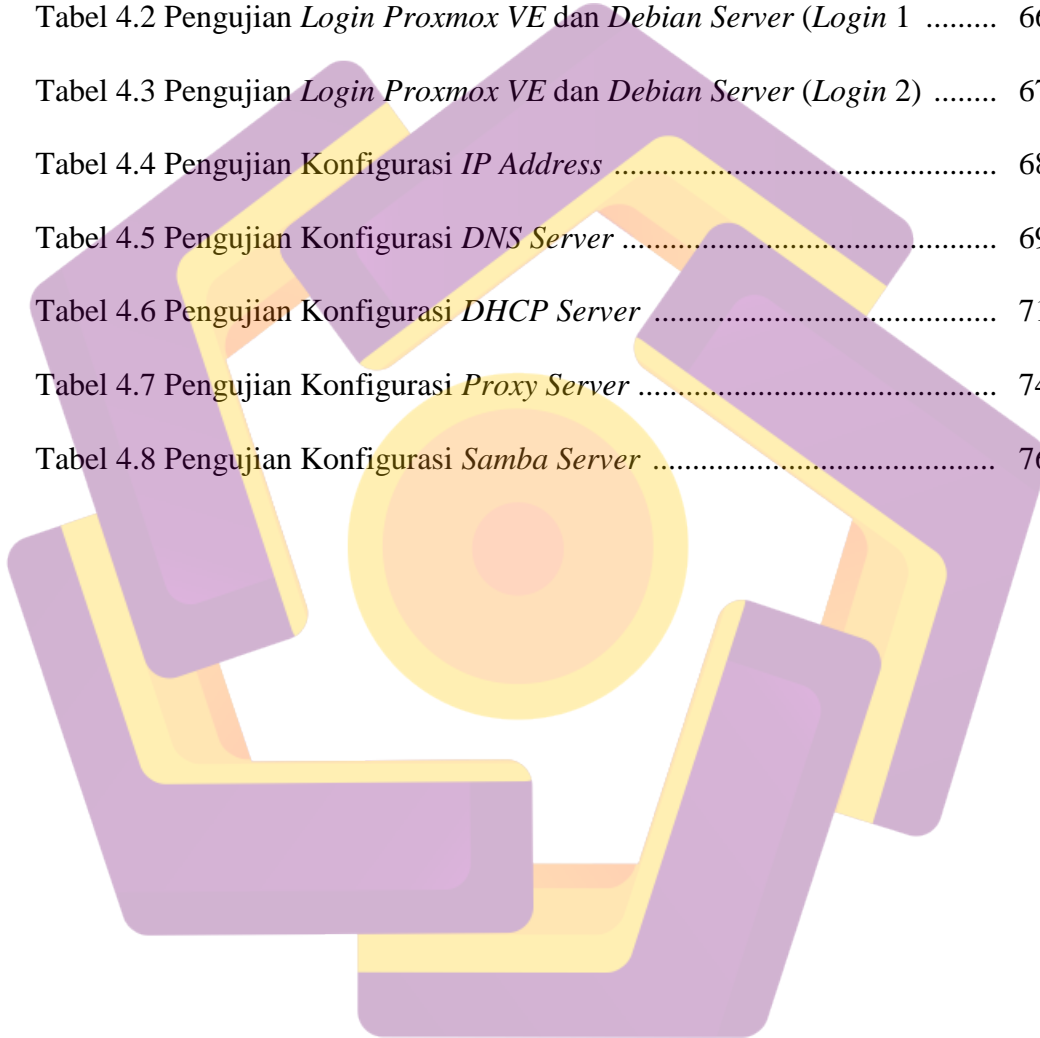 Tabel 4.2 Pengujian Login Proxmox VE dan Debian Server (Login 1 ......... 66
Tabel 4.3 Pengujian Login Proxmox VE dan Debian Server (Login 2) ........ 67
Tabel 4.4 Pengujian Konfigurasi IP Address ............................................. 68
Tabel 4.5 Pengujian Konfigurasi DNS Server ............................................ 69
Tabel 4.6 Pengujian Konfigurasi DHCP Server ........................................ 71
Tabel 4.7 Pengujian Konfigurasi Proxy Server .......................................... 74
Tabel 4.8 Pengujian Konfigurasi Samba Server ........................................ 76